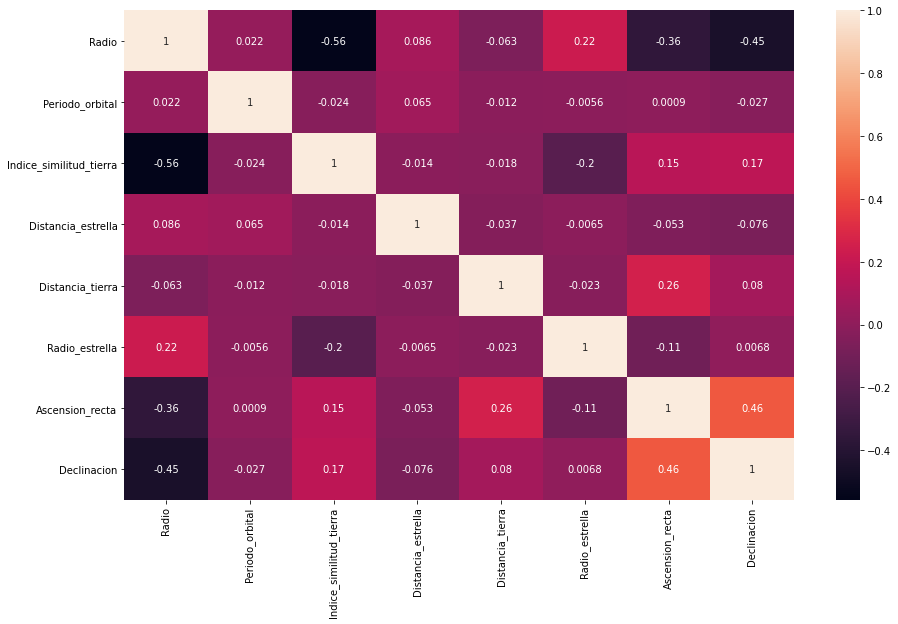 Radio 1 0.022 -0.56 0.086 -0.063 0.22 -0.36 -0.45
Periodo_orbital 0.022 1 -0.024 0.065 -0.012 -0.0056 0.0009 -0.027
Indice_similitud_tierra -0.56 -0.024 1 -0.014 -0.018 -0.2 0.15 0.17
Distancia_estrella 0.086 0.065 -0.014 1 -0.037 -0.0065 -0.053 -0.076
Distancia_tierra -0.063 -0.012 -0.018 -0.037 1 -0.023 0.26 0.08
Radio_estrella 0.22 -0.0056 -0.2 -0.0065 -0.023 1 -0.11 0.0068
Ascension_recta -0.36 0.0009 0.15 -0.053 0.26 -0.11 1 0.46
Declinacion -0.45 -0.027 0.17 -0.076 0.08 0.0068 0.46 1
Radio
Periodo_orbital
Indice_similitud_tierra
Distancia_estrella
Distancia_tierra
Radio_estrella
Ascension_recta
Declinacion
1.0
0.8
0.6
0.4
0.2
0.0
-0.2
-0.4